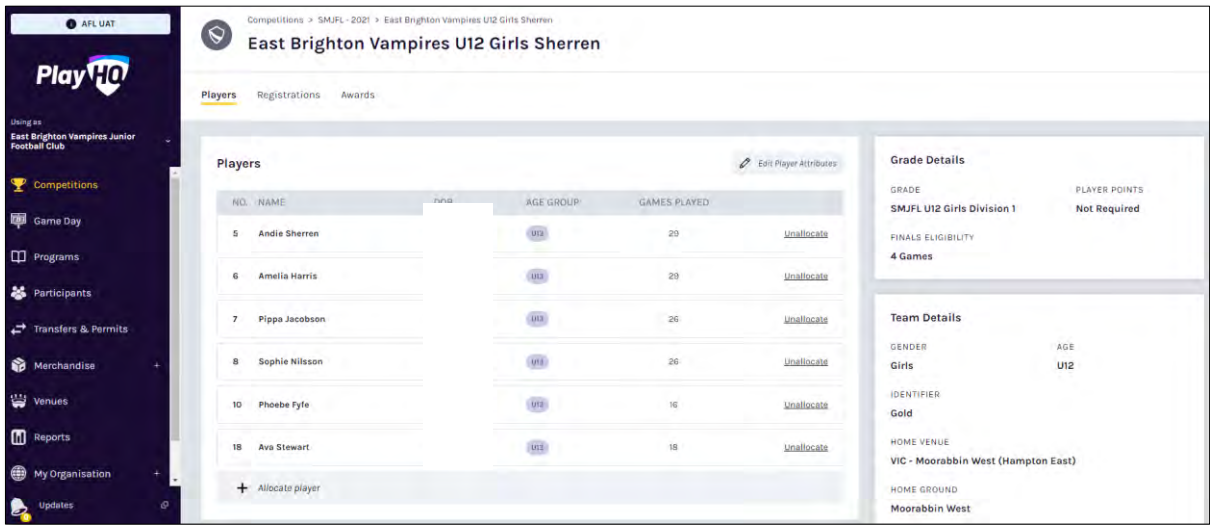 AFL UAT
PlayHQ
Using as
East Brighton Vampires Junior
Football Club
Competitions
Game Day
Programs
Participants
Transfers & Permits
Merchandise +
Venues
Reports
My Organisation +
Updates
Competitions > SMJFL - 2021 > East Brighton Vampires U12 Girls Sherren
East Brighton Vampires U12 Girls Sherren
Players Registrations Awards
Players
Edit Player Attributes
NO. NAME DOB AGE GROUP GAMES PLAYED
5 Andie Sherren 29 Unallocate
6 Amelia Harris 29 Unallocate
7 Pippa Jacobson 26 Unallocate
8 Sophie Nilsson 26 Unallocate
10 Phoebe Fyfe 16 Unallocate
18 Ava Stewart 18 Unallocate
+ Allocate player
Grade Details
GRADE PLAYER POINTS
SMJFL U12 Girls Division 1 Not Required
FINALS ELIGIBILITY
4 Games
Team Details
GENDER AGE
Girls U12
IDENTIFIER
Gold
HOME VENUE
VIC - Moorabbin West (Hampton East)
HOME GROUND
Moorabbin West